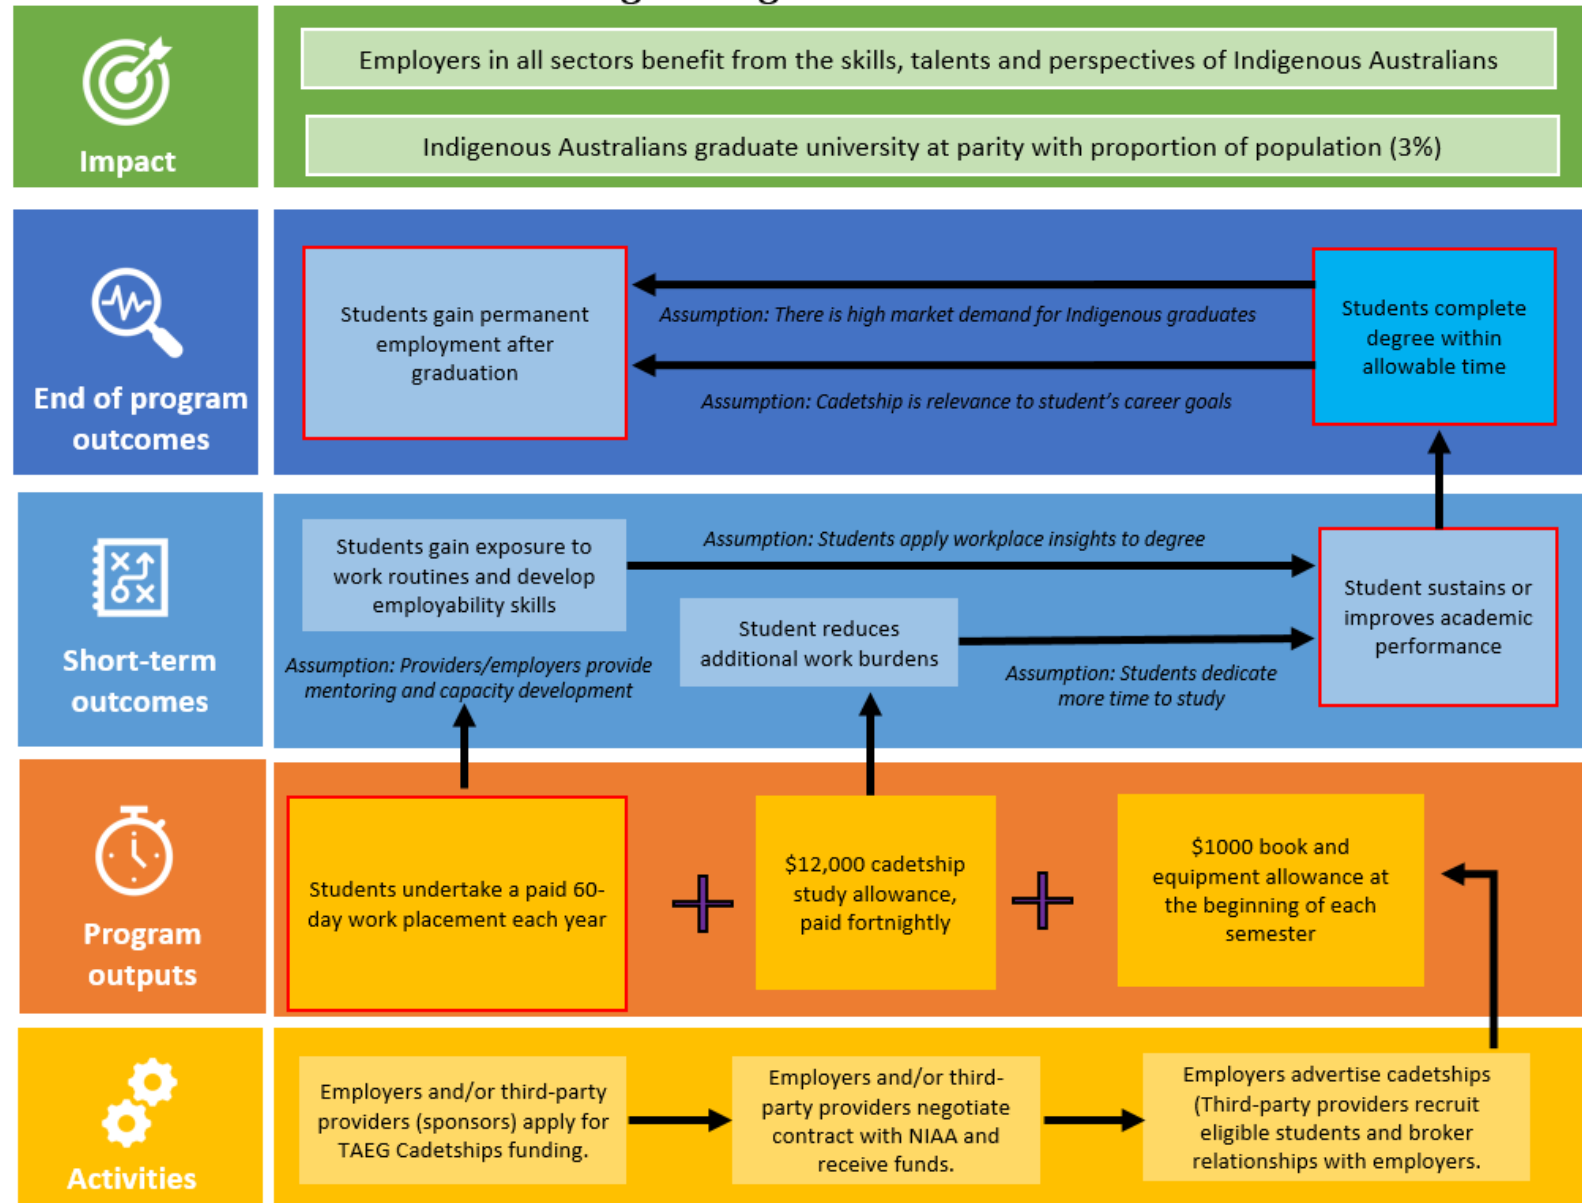 Impact
Employers in all sectors benefit from the skills, talents and perspectives of Indigenous Australians
Indigenous Australians graduate university at parity with proportion of population (3%)
End of program
outcomes
Students gain permanent
employment after
graduation
Assumption: There is high market demand for Indigenous graduates
Assumption: Cadetship is relevance to student's career goals
Students complete
degree within
allowable time
Short-term
outcomes
Students gain exposure to
work routines and develop
employability skills
Assumption: Students apply workplace insights to degree
Assumption: Providers/employers provide
mentoring and capacity development
Student reduces
additional work burdens
Assumption: Students dedicate
more time to study
Student sustains or
improves academic
performance
Program
outputs
Students undertake a paid 60-
day work placement each year
$12,000 cadetship
study allowance,
paid fortnightly
$1000 book and
equipment allowance at
the beginning of each
semester
Activities
Employers and/or third-party
providers (sponsors) apply for
TAEG Cadetships funding.
Employers and/or third-
party providers negotiate
contract with NIAA and
receive funds.
Employers advertise cadetships
(Third-party providers recruit
eligible students and broker
relationships with employers.